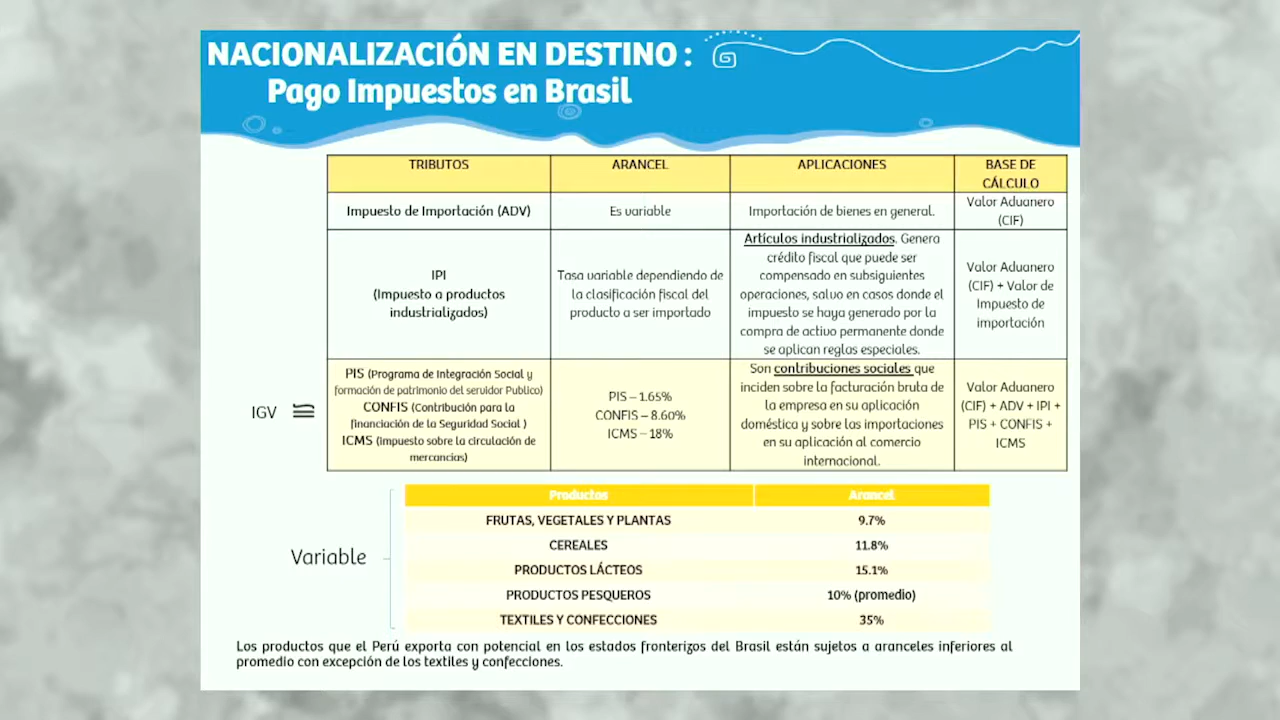 NACIONALIZACIÓN EN DESTINO :
Pago Impuestos en Brasil
TRIBUTOS
ARANCEL
APLICACIONES
BASE DE
CÁLCULO
Impuesto de Importación (ADV)
Es variable
Importación de bienes en general.
Valor Aduanero
(CIF)
IPI
(Impuesto a productos
industrializados)
Tasa variable dependiendo de
la clasificación fiscal del
producto a ser importado
Artículos industrializados. Genera
crédito fiscal que puede ser
compensado en subsiguientes
operaciones, salvo en casos donde el
impuesto se haya generado por la
compra de activo permanente donde
se aplican reglas especiales.
Valor Aduanero
(CIF) + Valor de
Impuesto de
importación
IGV ≌
PIS (Programa de Integración Social y
formación de patrimonio del servidor Publico)
CONFIS (Contribución para la
financiación de la Seguridad Social )
ICMS (impuesto sobre la circulación de
mercancías)
PIS – 1.65%
CONFIS – 8.60%
ICMS – 18%
Son contribuciones sociales que
inciden sobre la facturación bruta de
la empresa en su aplicación
doméstica y sobre las importaciones
en su aplicación al comercio
internacional.
Valor Aduanero
(CIF) + ADV + IPI +
PIS + CONFIS +
ICMS
Variable
Productos
Arancel
FRUTAS, VEGETALES Y PLANTAS
9.7%
CEREALES
11.8%
PRODUCTOS LÁCTEOS
15.1%
PRODUCTOS PESQUEROS
10% (promedio)
TEXTILES Y CONFECCIONES
35%
Los productos que el Perú exporta con potencial en los estados fronterizos del Brasil están sujetos a aranceles inferiores al
promedio con excepción de los textiles y confecciones.